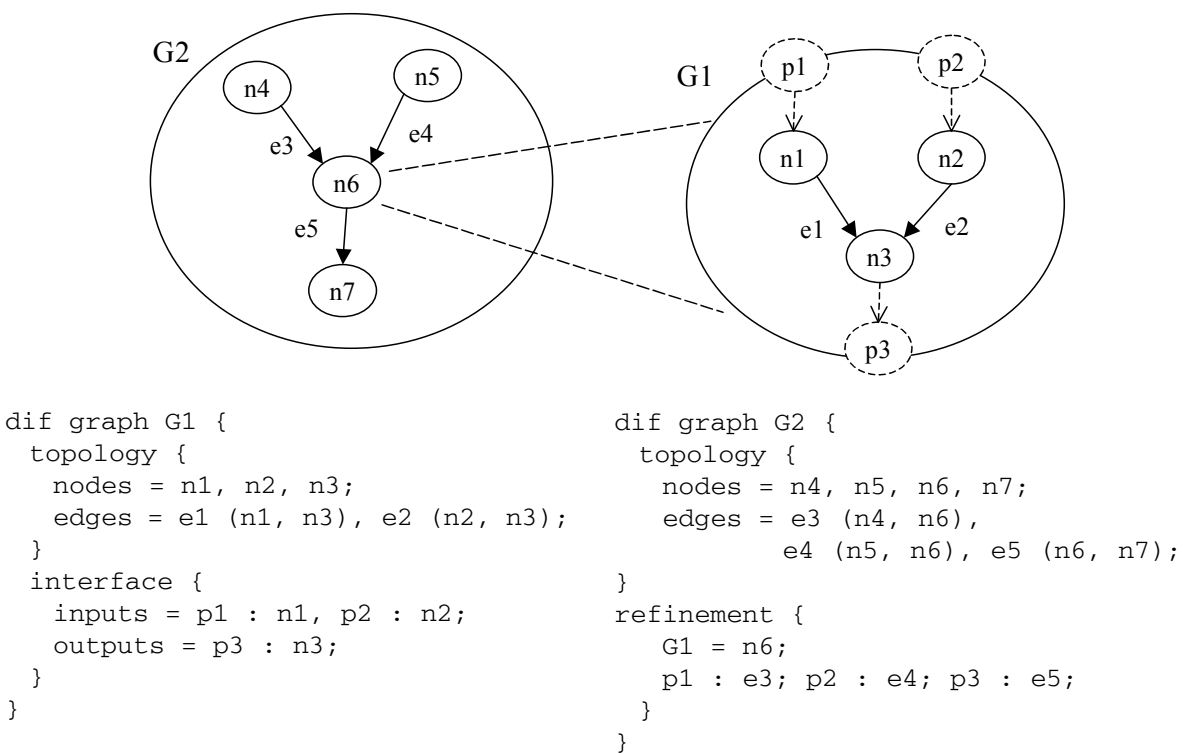 G2
n4
n5
e3
e4
n6
e5
n7
G1
p1
p2
n1
n2
e1
e2
n3
p3
dif graph G1 {
topology {
nodes = n1, n2, n3;
edges = e1 (n1, n3), e2 (n2, n3);
}
interface {
inputs = p1 : n1, p2 : n2;
outputs = p3 : n3;
}
}
dif graph G2 {
topology {
nodes = n4, n5, n6, n7;
edges = e3 (n4, n6),
e4 (n5, n6), e5 (n6, n7);
}
refinement {
G1 = n6;
p1 : e3; p2 : e4; p3 : e5;
}
}